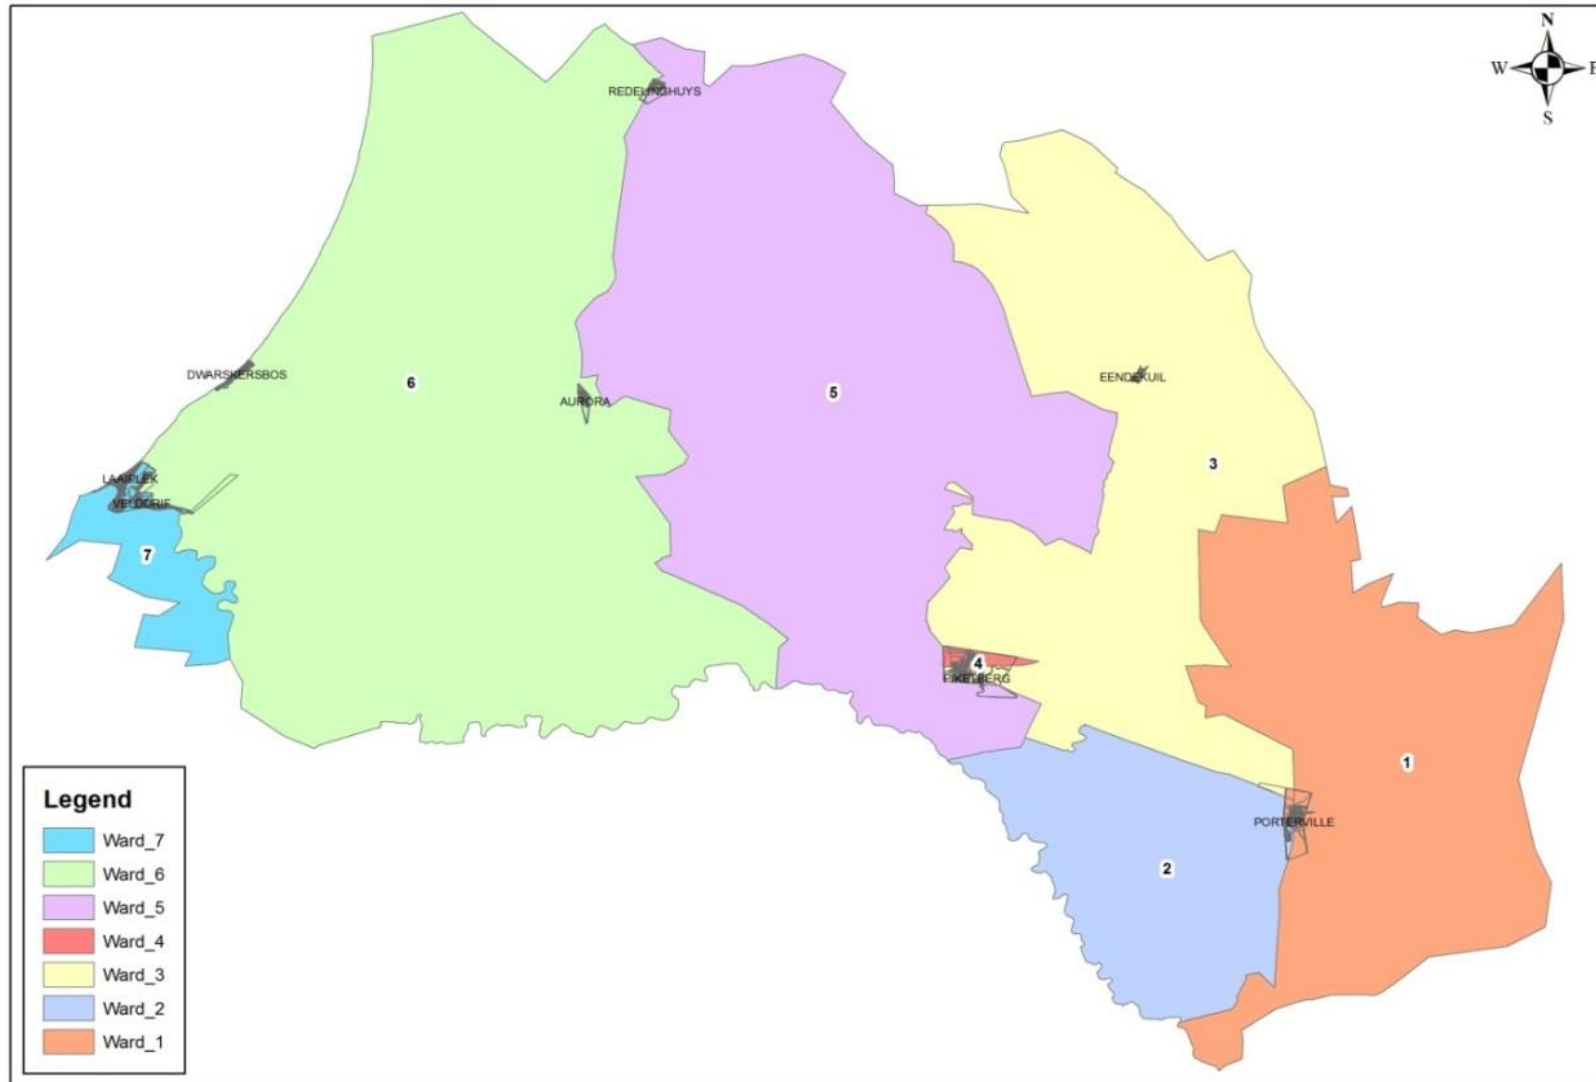 N
W E
S
REDELINGHUYS
DWARSKERSBOS
6
AURORA
5
EENDEKUIL
3
LAAIPLEK
VELDDRIF
7
4
PIKETBERG
1
PORTERVILLE
2
Legend
Ward_7
Ward_6
Ward_5
Ward_4
Ward_3
Ward_2
Ward_1